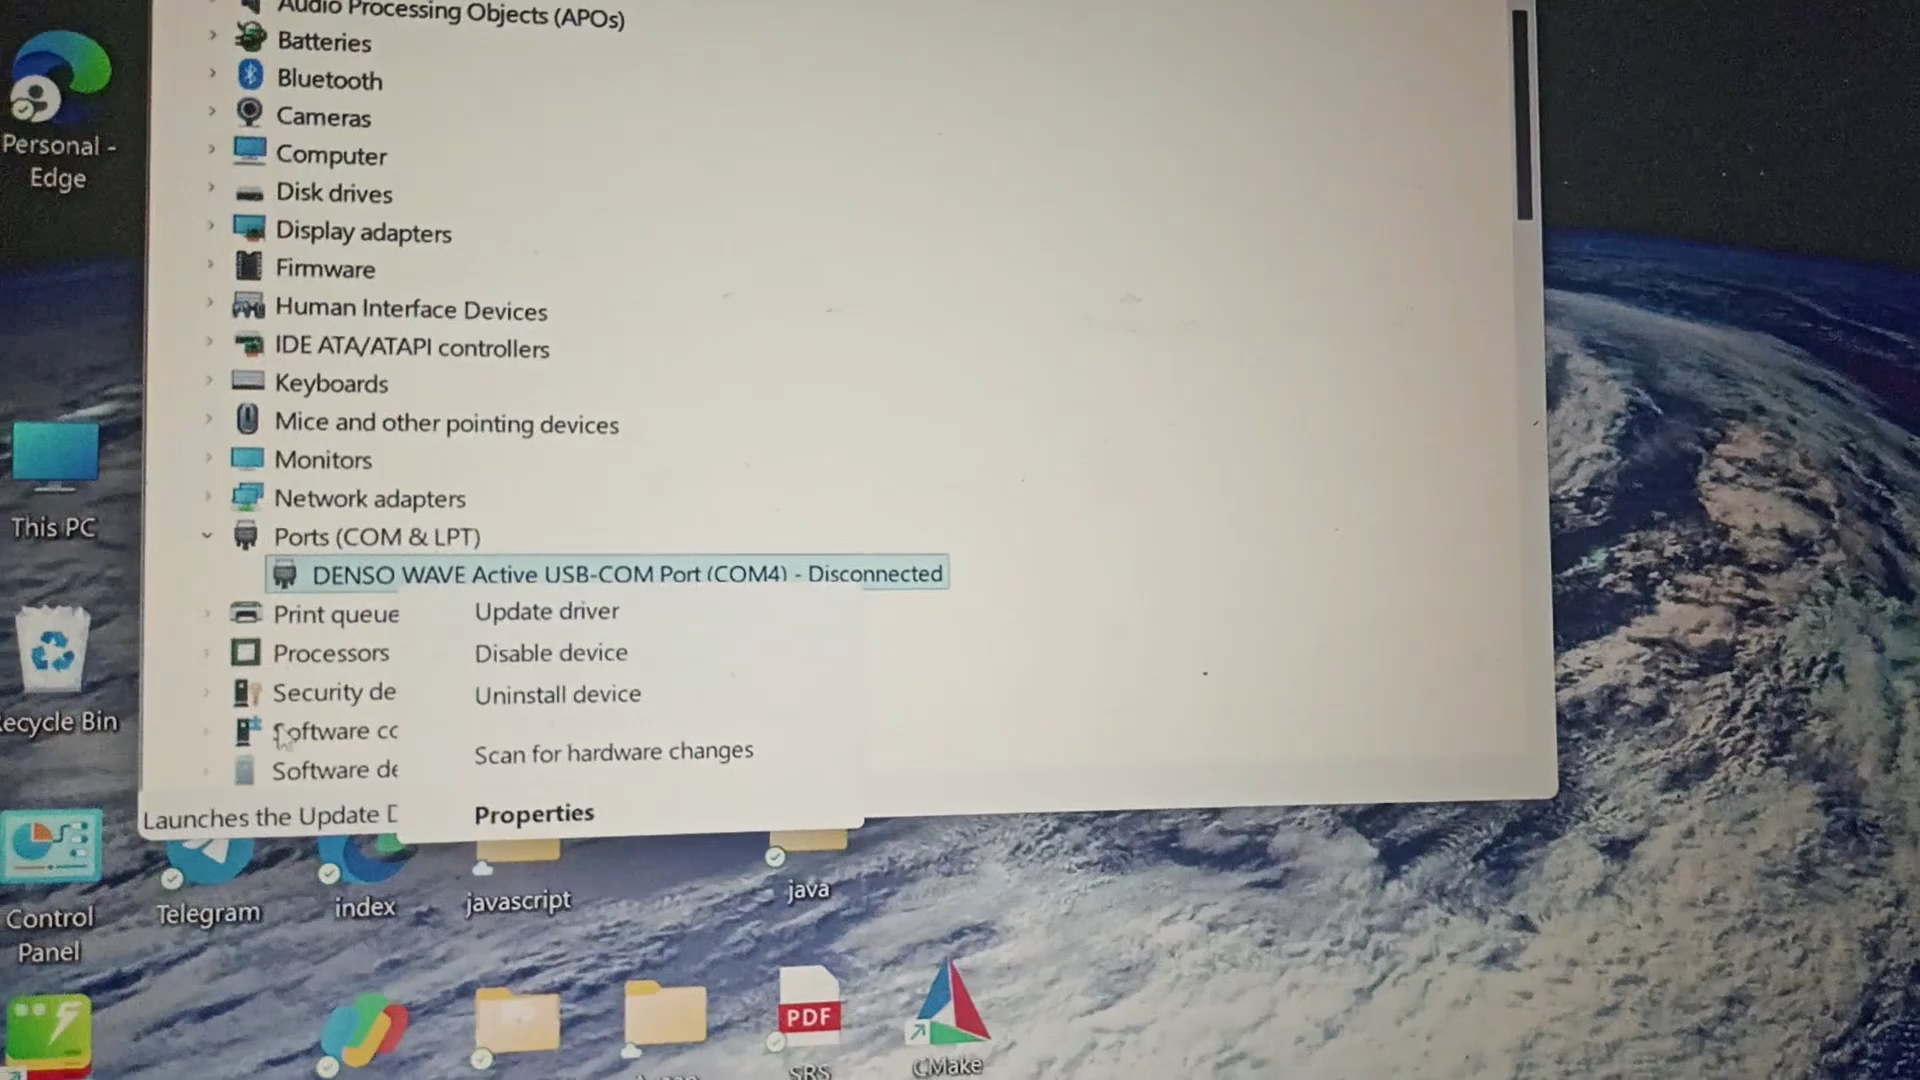 Audio Processing Objects (APOs)
Batteries
Bluetooth
Cameras
Computer
Disk drives
Display adapters
Firmware
Human Interface Devices
IDE ATA/ATAPI controllers
Keyboards
Mice and other pointing devices
Monitors
Network adapters
Ports (COM & LPT)
DENSO WAVE Active USB-COM Port (COM4) - Disconnected
Print queue
Processors
Security de
Software cc
Software de
Launches the Update D
Update driver
Disable device
Uninstall device
Scan for hardware changes
Properties
Personal -
Edge
This PC
ecycle Bin
Control
Panel
Telegram
index
javascript
java
PDF
SRS
CMake